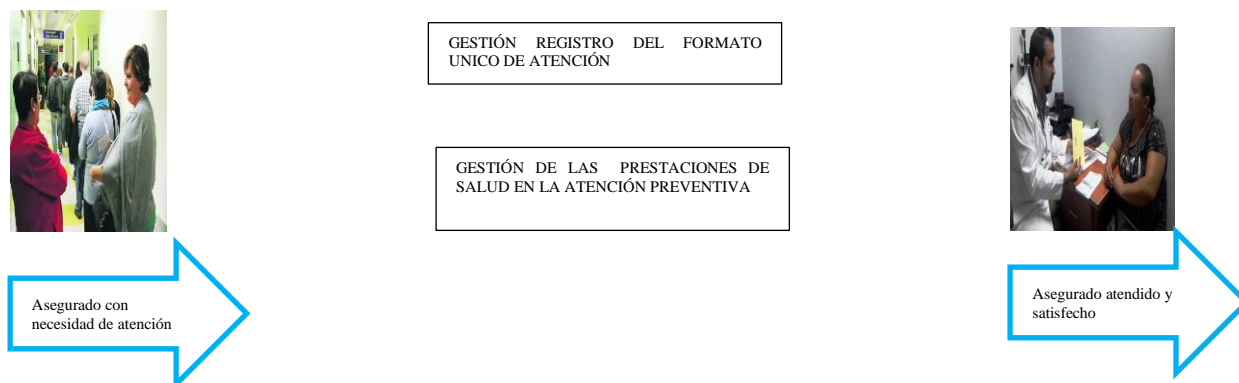 GESTIÓN REGISTRO DEL FORMATO
UNICO DE ATENCIÓN
GESTIÓN DE LAS PRESTACIONES DE
SALUD EN LA ATENCIÓN PREVENTIVA
Asegurado con
necesidad de atención
Asegurado atendido y
satisfecho